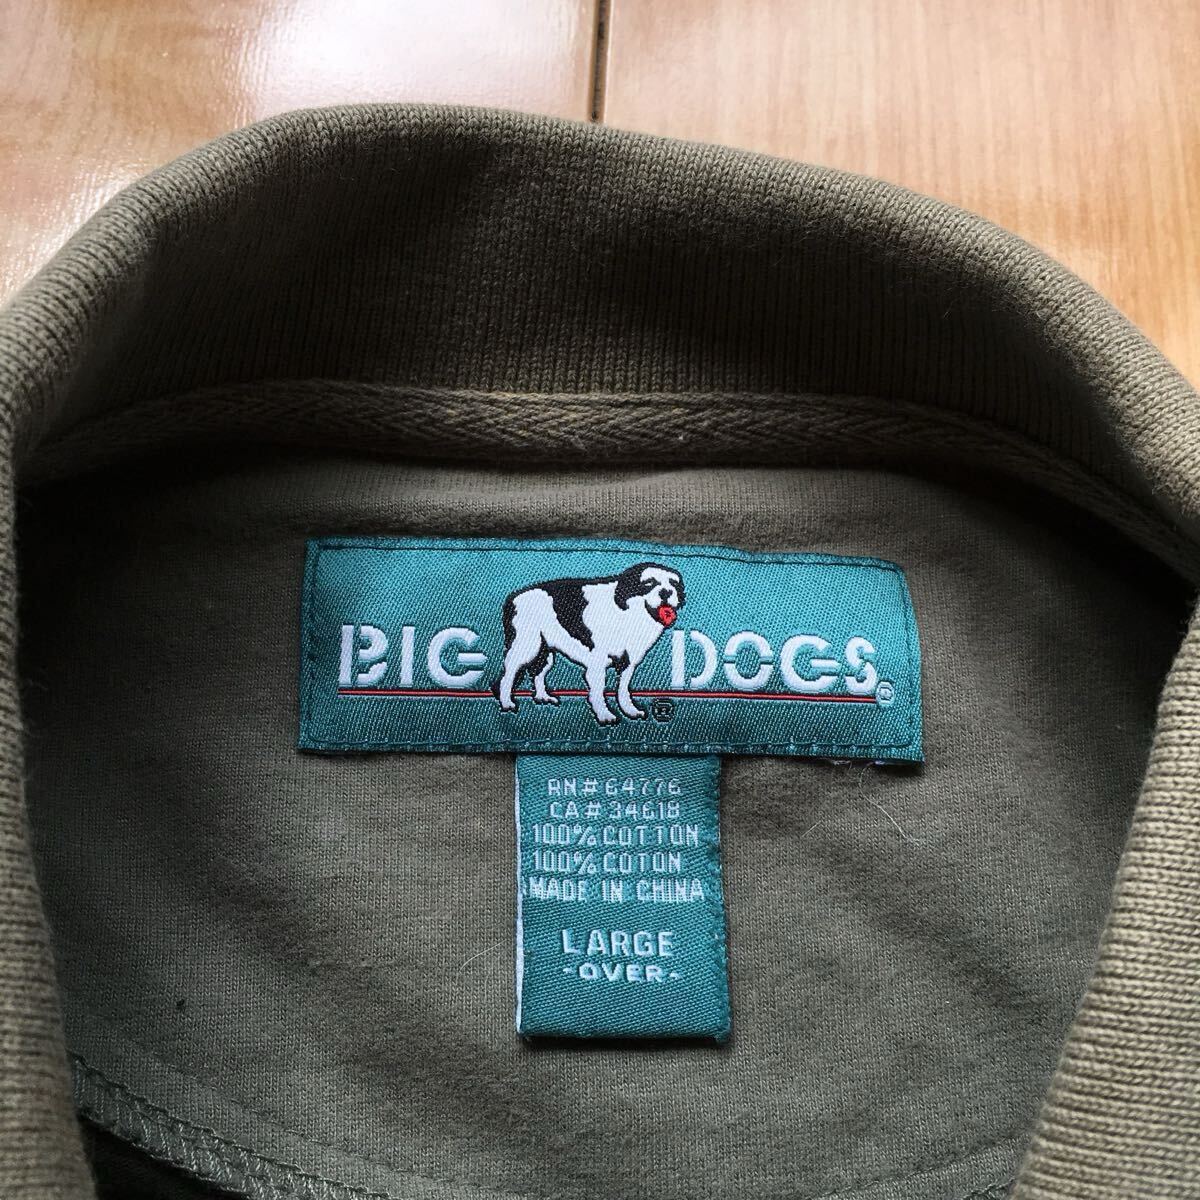 BIG DOGS®
®
RN# 64776
CA# 34618
100% COTTON
100% COTON
MADE IN CHINA
LARGE
-OVER-